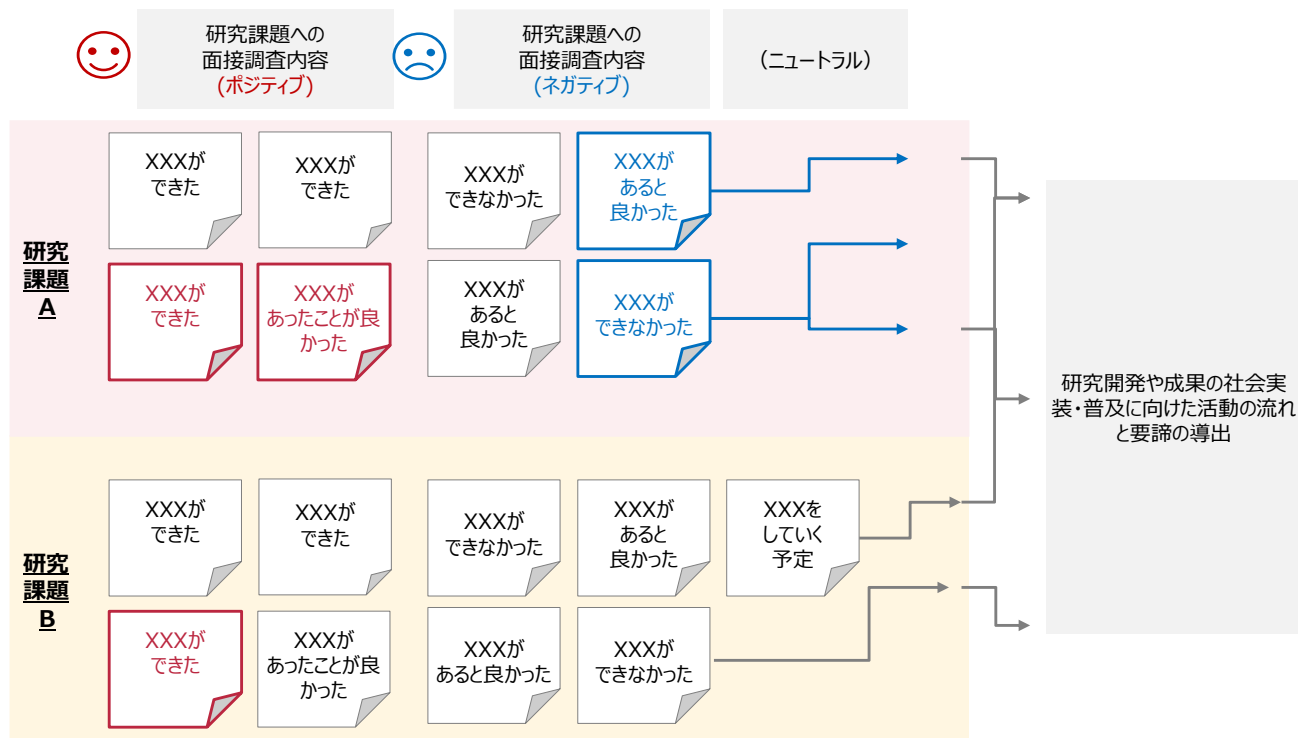 研究課題への
面接調査内容
(ポジティブ)
研究課題への
面接調査内容
(ネガティブ)
(ニュートラル)
研究
課題
A
XXXが
できた
XXXが
できた
XXXが
できなかった
XXXが
あると
良かった
XXXが
できた
XXXが
あったことが良
かった
XXXが
あると
良かった
XXXが
できなかった
研究
課題
B
XXXが
できた
XXXが
できた
XXXが
できなかった
XXXが
あると
良かった
XXXを
していく
予定
XXXが
できた
XXXが
あったことが良
かった
XXXが
あると良かった
XXXが
できなかった
研究開発や成果の社会実
装・普及に向けた活動の流れ
と要諦の導出